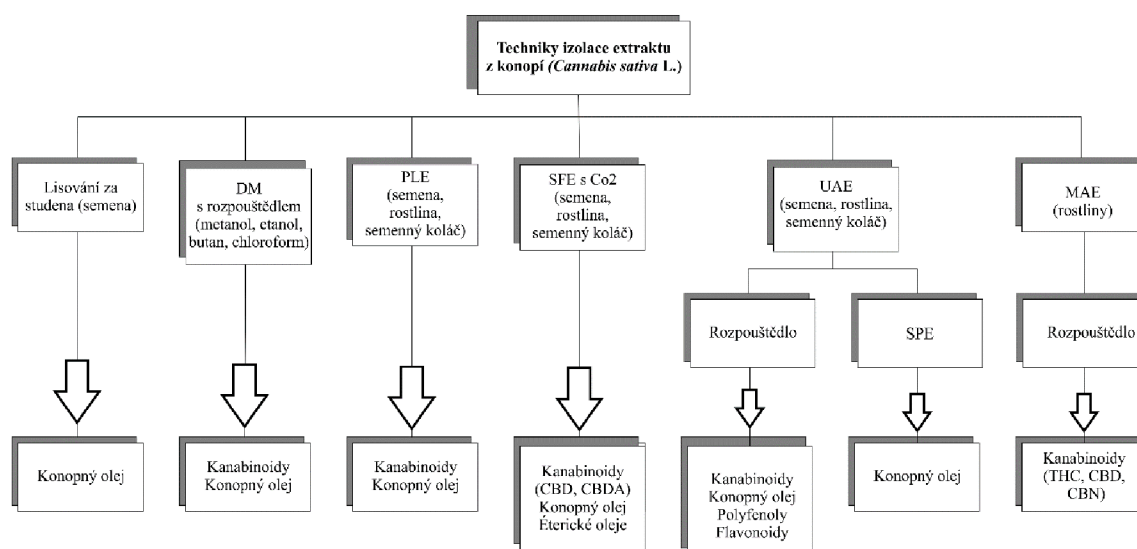 Techniky izolace extraktu
z konopí (Cannabis sativa L.)
Lisování za
studena (semena)
DM
s rozpouštědlem
(metanol, etanol,
butan, chloroform)
PLE
(semena,
rostlina,
semenný koláč)
SFE s Co2
(semena,
rostlina,
semenný koláč)
UAE
(semena, rostlina,
semenný koláč)
MAE
(rostliny)
Rozpouštědlo
SPE
Rozpouštědlo
Konopný olej
Kanabinoidy
Konopný olej
Kanabinoidy
Konopný olej
Kanabinoidy
(CBD, CBDA)
Konopný olej
Éterické oleje
Kanabinoidy
Konopný olej
Polyfenoly
Flavonoidy
Konopný olej
Kanabinoidy
(THC, CBD,
CBN)